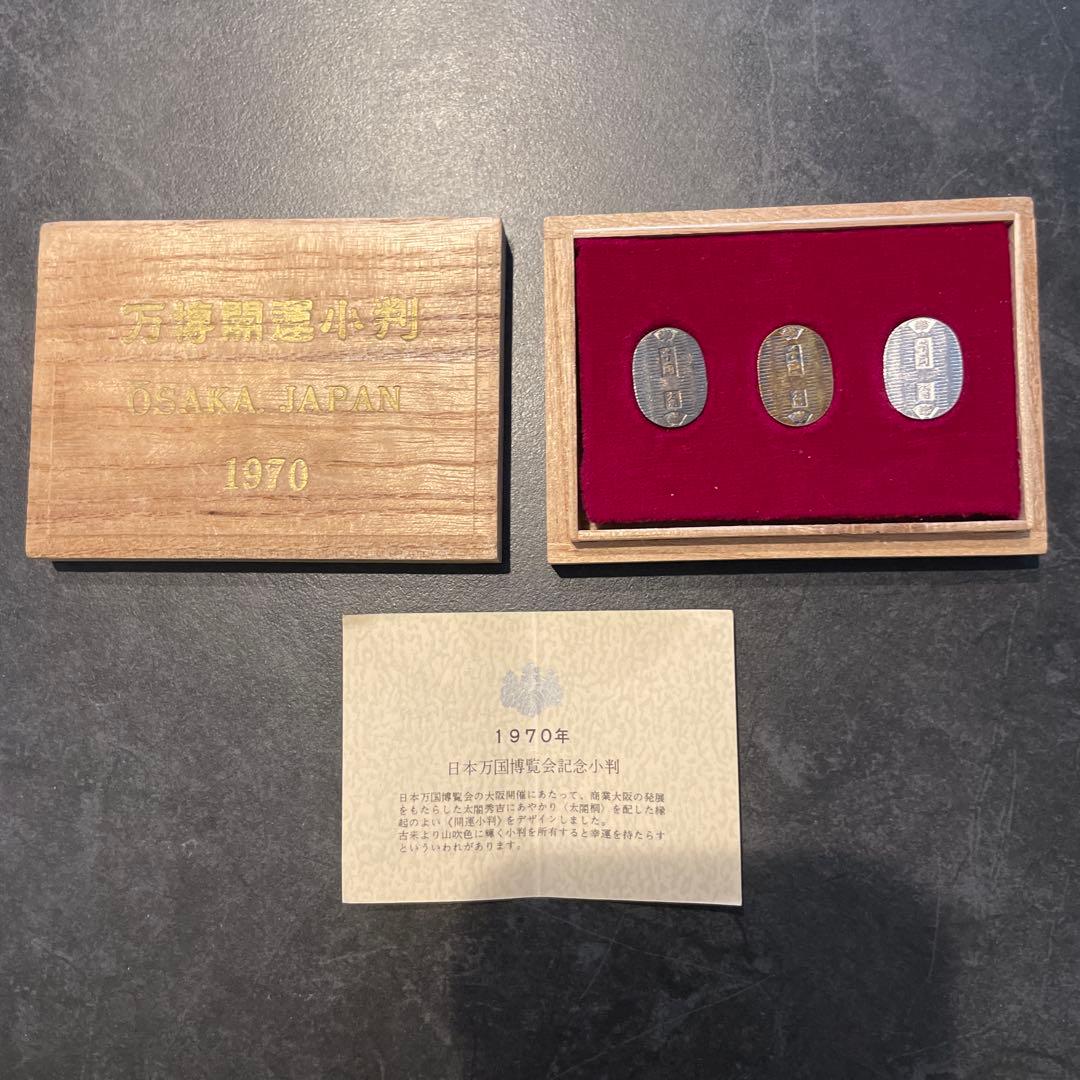 万博開運小判
ŌSAKA JAPAN
1970
1970年
日本万国博覧会記念小判
日本万国博覧会の大阪開催にあたって、商業大阪の発展
をもたらした太閤秀吉にあやかり〈太閤桐〉を配した縁
起のよい《開運小判》をデザインしました。
古来より山吹色に輝く小判を所有すると幸運を持たらす
といういわれがあります。